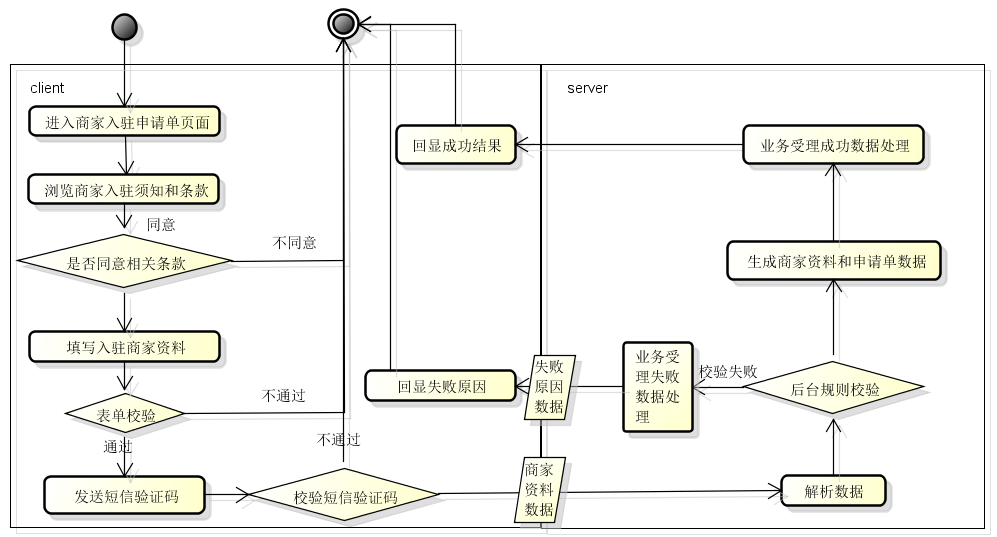 client
server
进入商家入驻申请单页面
回显成功结果
业务受理成功数据处理
浏览商家入驻须知和条款
同意
不同意
是否同意相关条款
生成商家资料和申请单数据
填写入驻商家资料
失败
原因
数据
业务受
理失败
数据处
理
校验失败
回显失败原因
后台规则校验
不通过
表单校验
通过
不通过
商家
资料
数据
发送短信验证码
校验短信验证码
解析数据